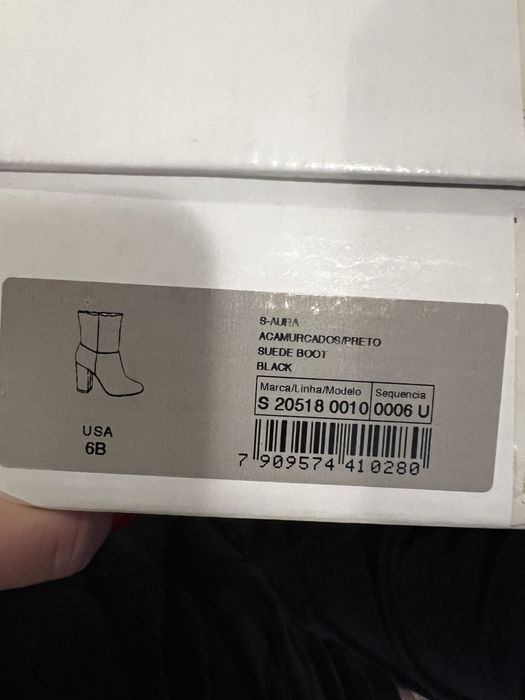 S-AURA
ACAMURCADOS/PRETO
SUEDE BOOT
BLACK
Marca/Linha/Modelo Sequencia
S 20518 0010 0006 U
7 909574 410280
USA
6B